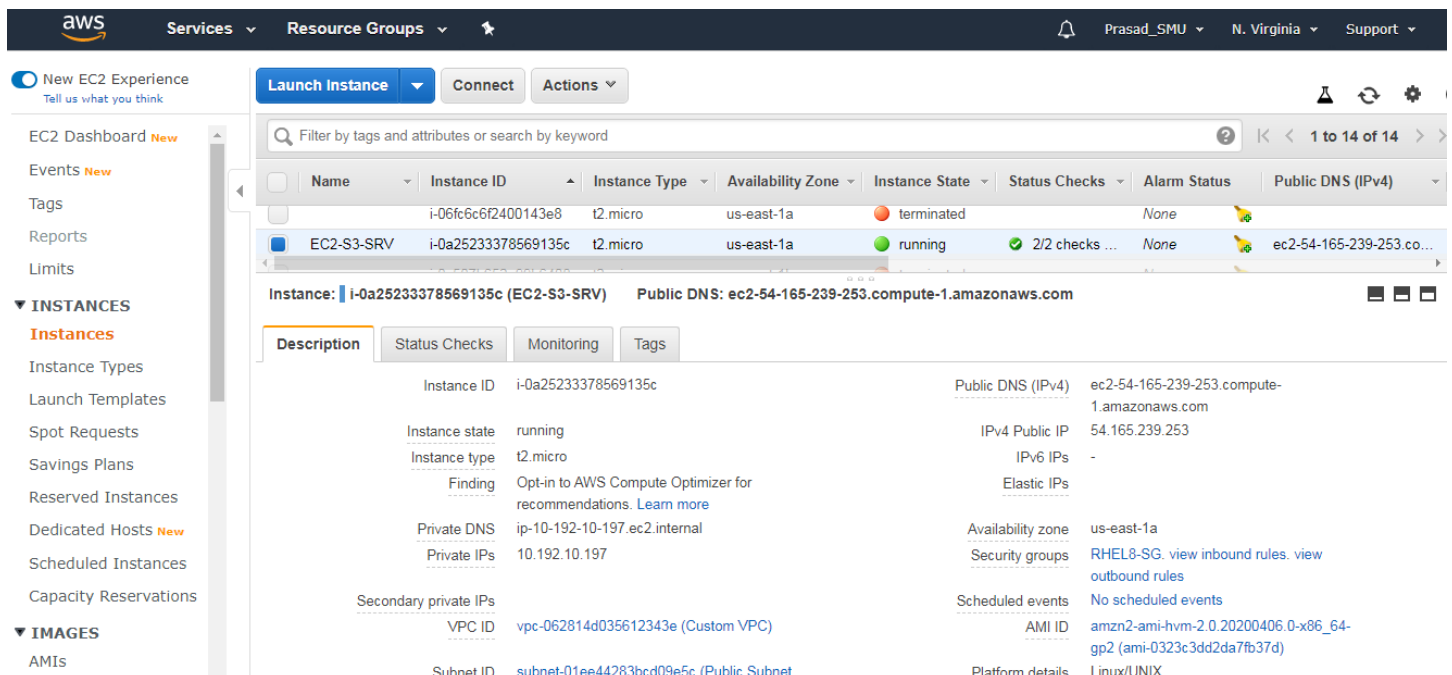 aws Services Resource Groups Prasad_SMU N. Virginia Support
New EC2 Experience
Tell us what you think
EC2 Dashboard New
Events New
Tags
Reports
Limits
INSTANCES
Instances
Instance Types
Launch Templates
Spot Requests
Savings Plans
Reserved Instances
Dedicated Hosts New
Scheduled Instances
Capacity Reservations
IMAGES
AMIs
Launch Instance Connect Actions
Filter by tags and attributes or search by keyword 1 to 14 of 14
Name Instance ID Instance Type Availability Zone Instance State Status Checks Alarm Status Public DNS (IPv4)
i-06fc6c6f2400143e8 t2.micro us-east-1a terminated None
EC2-S3-SRV i-0a25233378569135c t2.micro us-east-1a running 2/2 checks ... None ec2-54-165-239-253.co...
Instance: i-0a25233378569135c (EC2-S3-SRV) Public DNS: ec2-54-165-239-253.compute-1.amazonaws.com
Description Status Checks Monitoring Tags
Instance ID i-0a25233378569135c
Instance state running
Instance type t2.micro
Finding Opt-in to AWS Compute Optimizer for
recommendations. Learn more
Private DNS ip-10-192-10-197.ec2.internal
Private IPs 10.192.10.197
Secondary private IPs
VPC ID vpc-062814d035612343e (Custom VPC)
Subnet ID subnet-01ee44283bcd09e5c (Public Subnet
Public DNS (IPv4) ec2-54-165-239-253.compute-
1.amazonaws.com
IPv4 Public IP 54.165.239.253
IPv6 IPs -
Elastic IPs
Availability zone us-east-1a
Security groups RHEL8-SG. view inbound rules. view
outbound rules
Scheduled events No scheduled events
AMI ID amzn2-ami-hvm-2.0.20200406.0-x86_64-
gp2 (ami-0323c3dd2da7fb37d)
Platform details Linux/UNIX